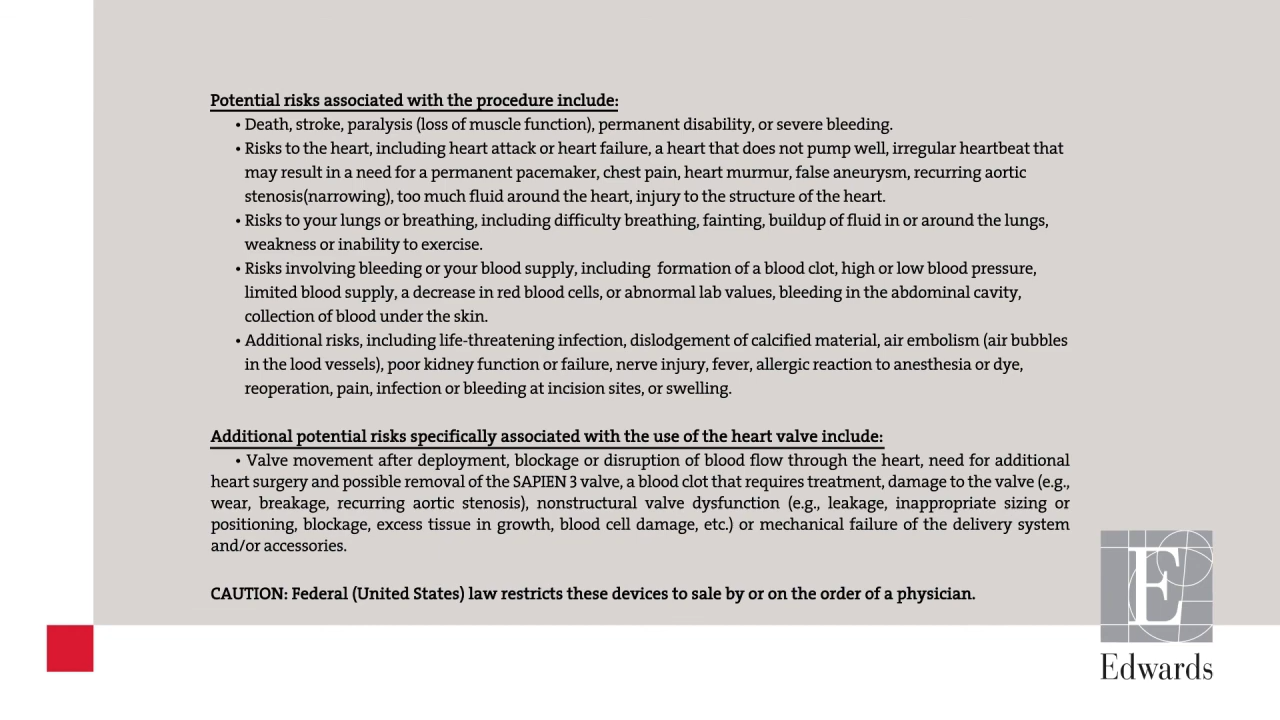 Potential risks associated with the procedure include:
• Death, stroke, paralysis (loss of muscle function), permanent disability, or severe bleeding.
• Risks to the heart, including heart attack or heart failure, a heart that does not pump well, irregular heartbeat that
may result in a need for a permanent pacemaker, chest pain, heart murmur, false aneurysm, recurring aortic
stenosis(narrowing), too much fluid around the heart, injury to the structure of the heart.
• Risks to your lungs or breathing, including difficulty breathing, fainting, buildup of fluid in or around the lungs,
weakness or inability to exercise.
• Risks involving bleeding or your blood supply, including formation of a blood clot, high or low blood pressure,
limited blood supply, a decrease in red blood cells, or abnormal lab values, bleeding in the abdominal cavity,
collection of blood under the skin.
• Additional risks, including life-threatening infection, dislodgement of calcified material, air embolism (air bubbles
in the lood vessels), poor kidney function or failure, nerve injury, fever, allergic reaction to anesthesia or dye,
reoperation, pain, infection or bleeding at incision sites, or swelling.
Additional potential risks specifically associated with the use of the heart valve include:
• Valve movement after deployment, blockage or disruption of blood flow through the heart, need for additional
heart surgery and possible removal of the SAPIEN 3 valve, a blood clot that requires treatment, damage to the valve (e.g.,
wear, breakage, recurring aortic stenosis), nonstructural valve dysfunction (e.g., leakage, inappropriate sizing or
positioning, blockage, excess tissue in growth, blood cell damage, etc.) or mechanical failure of the delivery system
and/or accessories.
CAUTION: Federal (United States) law restricts these devices to sale by or on the order of a physician.
E
Edwards